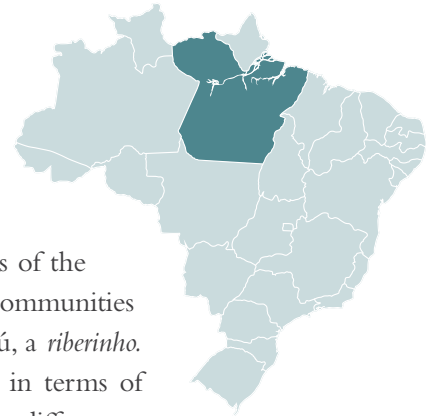 s of the
ommunities
ú, a riberinho.
in terms of